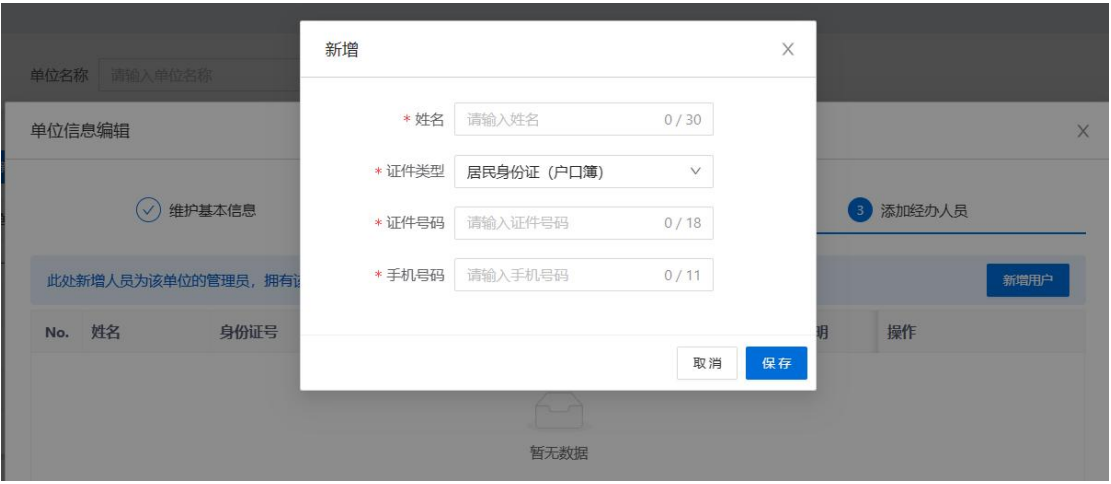 新增
单位名称 请输入单位名称
* 姓名 请输入姓名 0 / 30
单位信息编辑
* 证件类型 居民身份证（户口簿）
维护基本信息
* 证件号码 请输入证件号码 0 / 18
3 添加经办人员
* 手机号码 请输入手机号码 0 / 11
此处新增人员为该单位的管理员，拥有
新增用户
No. 姓名 身份证号 明 操作
取消 保存
暂无数据